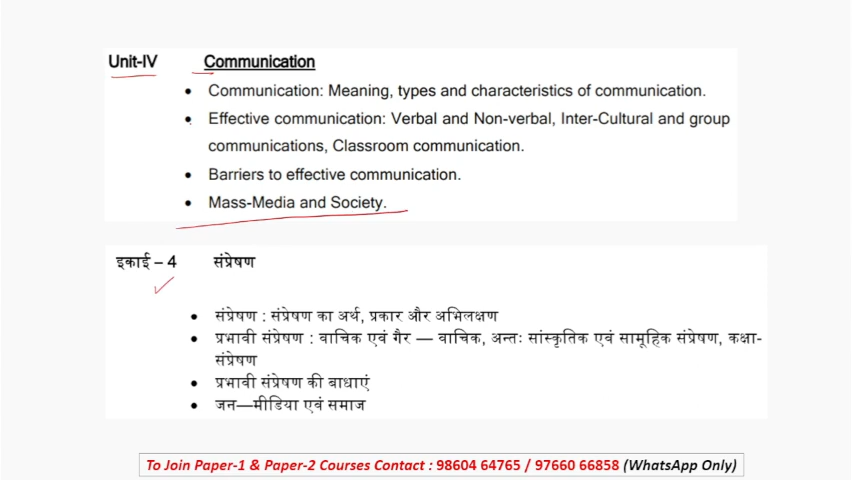 Unit-IV Communication
• Communication: Meaning, types and characteristics of communication.
• Effective communication: Verbal and Non-verbal, Inter-Cultural and group
communications, Classroom communication.
• Barriers to effective communication.
• Mass-Media and Society.
इकाई – 4 संप्रेषण
• संप्रेषण : संप्रेषण का अर्थ, प्रकार और अभिलक्षण
• प्रभावी संप्रेषण : वाचिक एवं गैर — वाचिक, अन्तः सांस्कृतिक एवं सामूहिक संप्रेषण, कक्षा-
संप्रेषण
• प्रभावी संप्रेषण की बाधाएं
• जन—मीडिया एवं समाज
To Join Paper-1 & Paper-2 Courses Contact : 98604 64765 / 97660 66858 (WhatsApp Only)